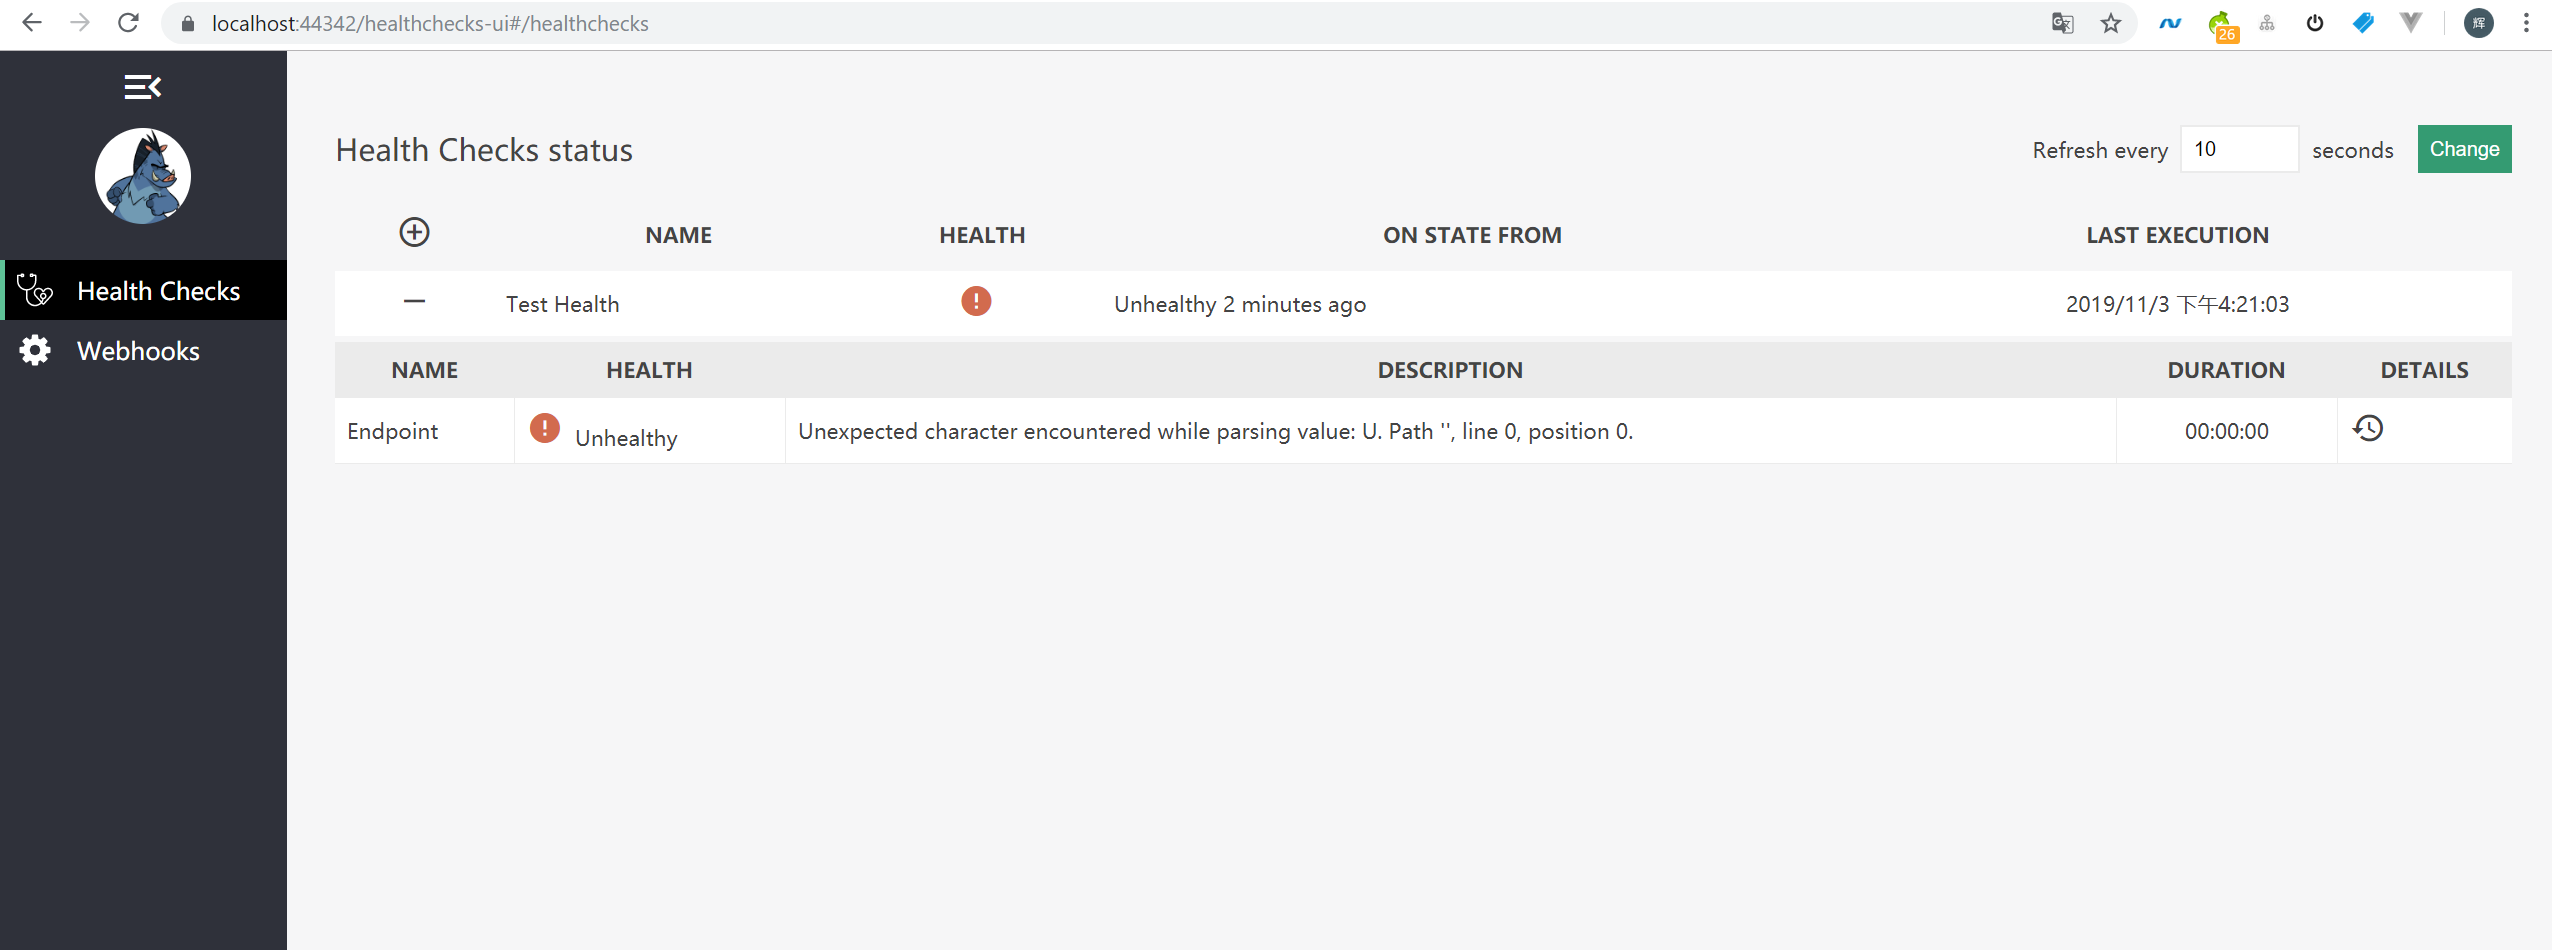 localhost:44342/healthchecks-ui#/healthchecks
26
辉
Health Checks
Webhooks
Health Checks status
Refresh every 10 seconds Change
NAME HEALTH ON STATE FROM LAST EXECUTION
Test Health Unhealthy 2 minutes ago 2019/11/3 下午4:21:03
NAME HEALTH DESCRIPTION DURATION DETAILS
Endpoint Unhealthy Unexpected character encountered while parsing value: U. Path '', line 0, position 0. 00:00:00